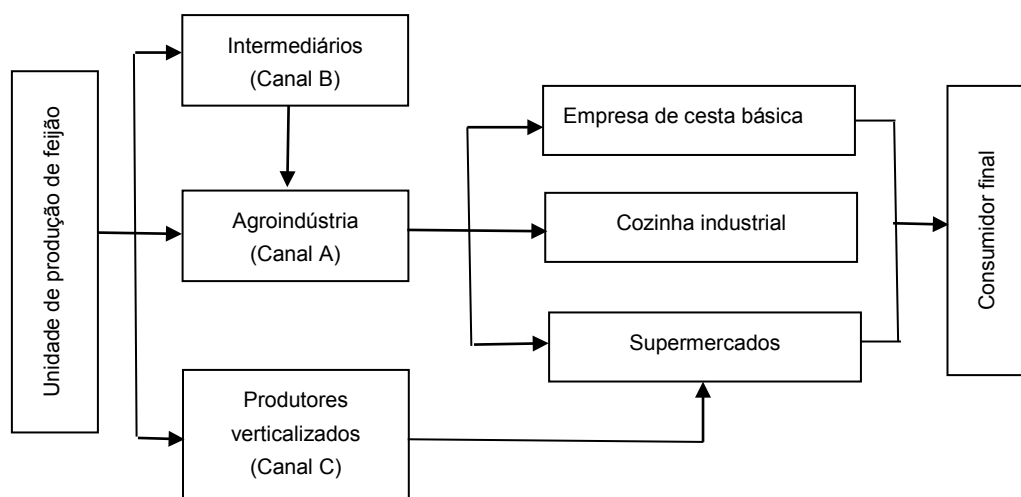 Unidade de produção de feijão
Intermediários
(Canal B)
Agroindústria
(Canal A)
Produtores
verticalizados
(Canal C)
Empresa de cesta básica
Cozinha industrial
Supermercados
Consumidor final